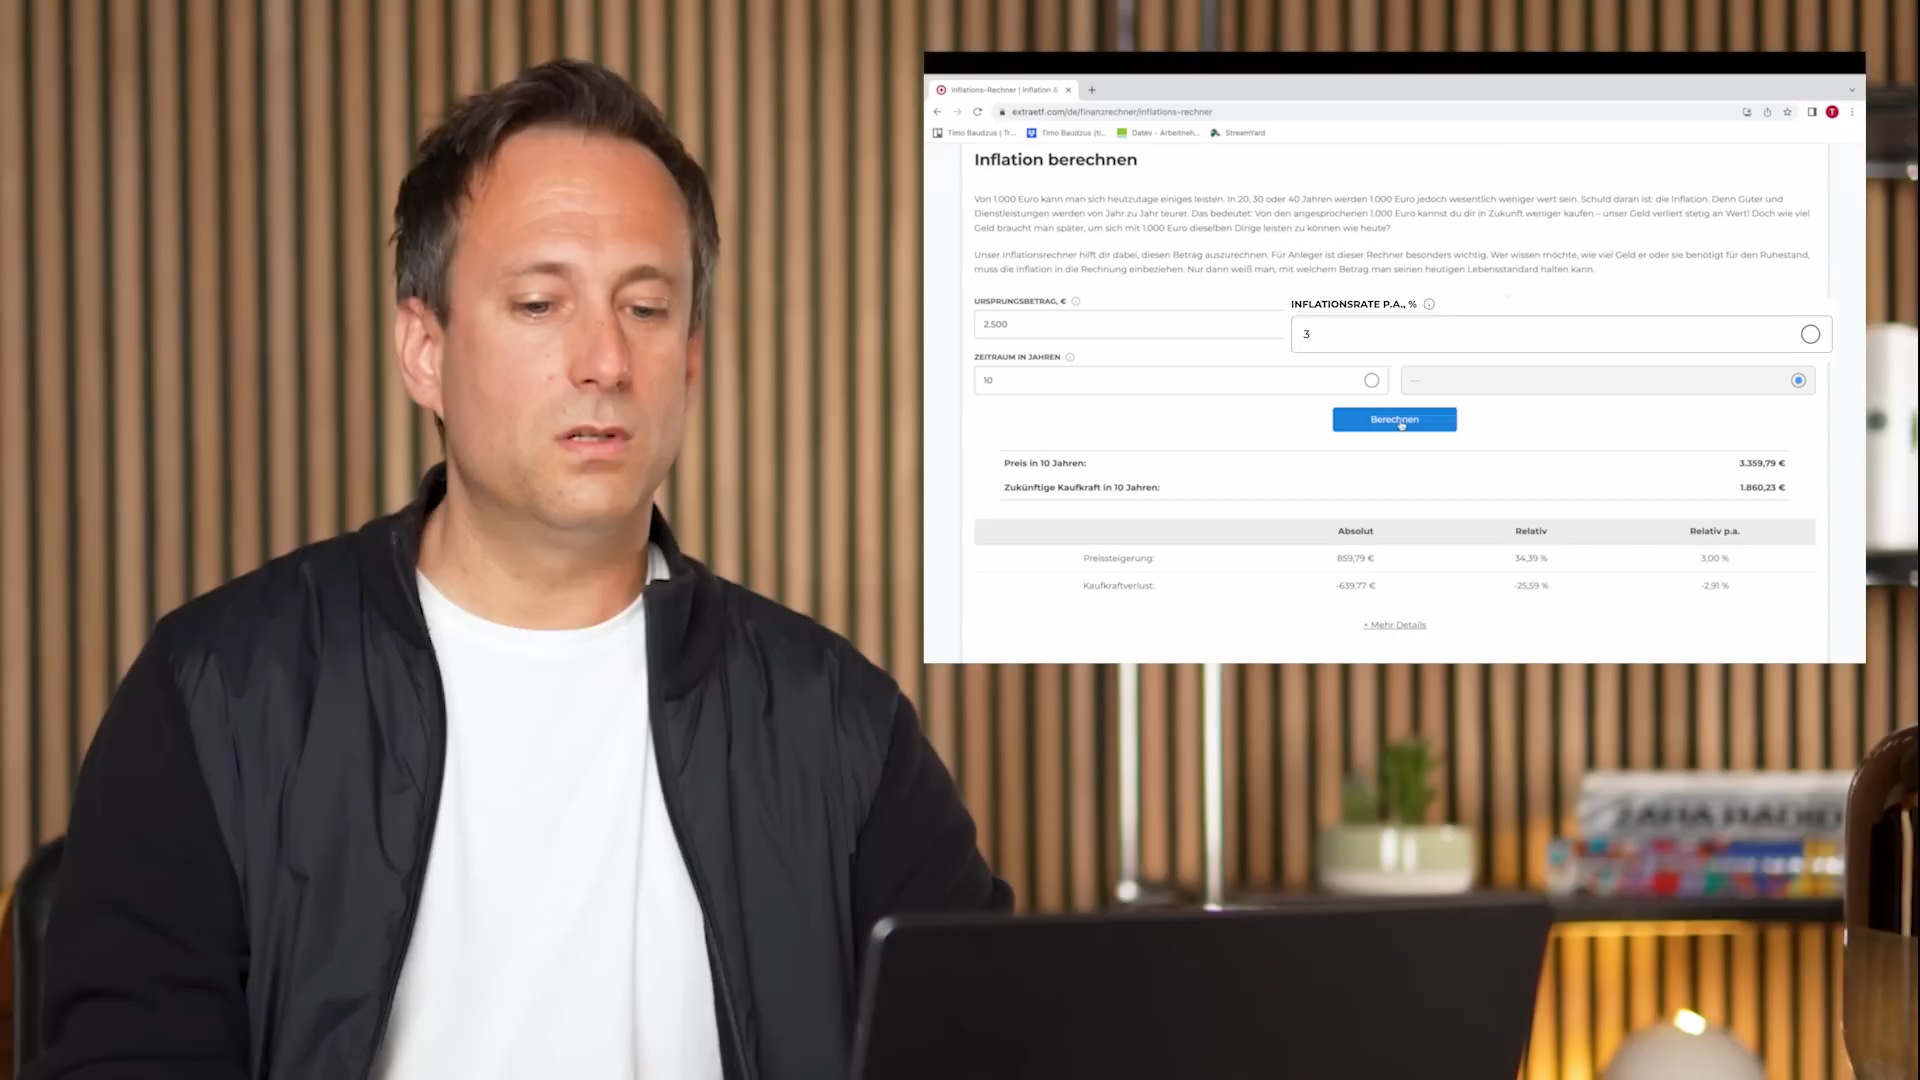 Inflations-Rechner | Inflation &
extraetf.com/de/finanzrechner/inflations-rechner
T
Timo Baudzus | Tr...
Timo Baudzus (ti...
Datev - Arbeitneh...
StreamYard
Inflation berechnen
Von 1.000 Euro kann man sich heutzutage einiges leisten. In 20, 30 oder 40 Jahren werden 1.000 Euro jedoch wesentlich weniger wert sein. Schuld daran ist: die Inflation. Denn Güter und
Dienstleistungen werden von Jahr zu Jahr teurer. Das bedeutet: Von den angesprochenen 1.000 Euro kannst du dir in Zukunft weniger kaufen – unser Geld verliert stetig an Wert! Doch wie viel
Geld braucht man später, um sich mit 1.000 Euro dieselben Dinge leisten zu können wie heute?
Unser Inflationsrechner hilft dir dabei, diesen Betrag auszurechnen. Für Anleger ist dieser Rechner besonders wichtig. Wer wissen möchte, wie viel Geld er oder sie benötigt für den Ruhestand,
muss die Inflation in die Rechnung einbeziehen. Nur dann weiß man, mit welchem Betrag man seinen heutigen Lebensstandard halten kann.
URSPRUNGSBETRAG, €
2.500
INFLATIONSRATE P.A., %
3
ZEITRAUM IN JAHREN
10
—
Berechnen
Preis in 10 Jahren: 3.359,79 €
Zukünftige Kaufkraft in 10 Jahren: 1.860,23 €
Absolut Relativ Relativ p.a.
Preissteigerung: 859,79 € 34,39 % 3,00 %
Kaufkraftverlust: -639,77 € -25,59 % -2,91 %
+ Mehr Details